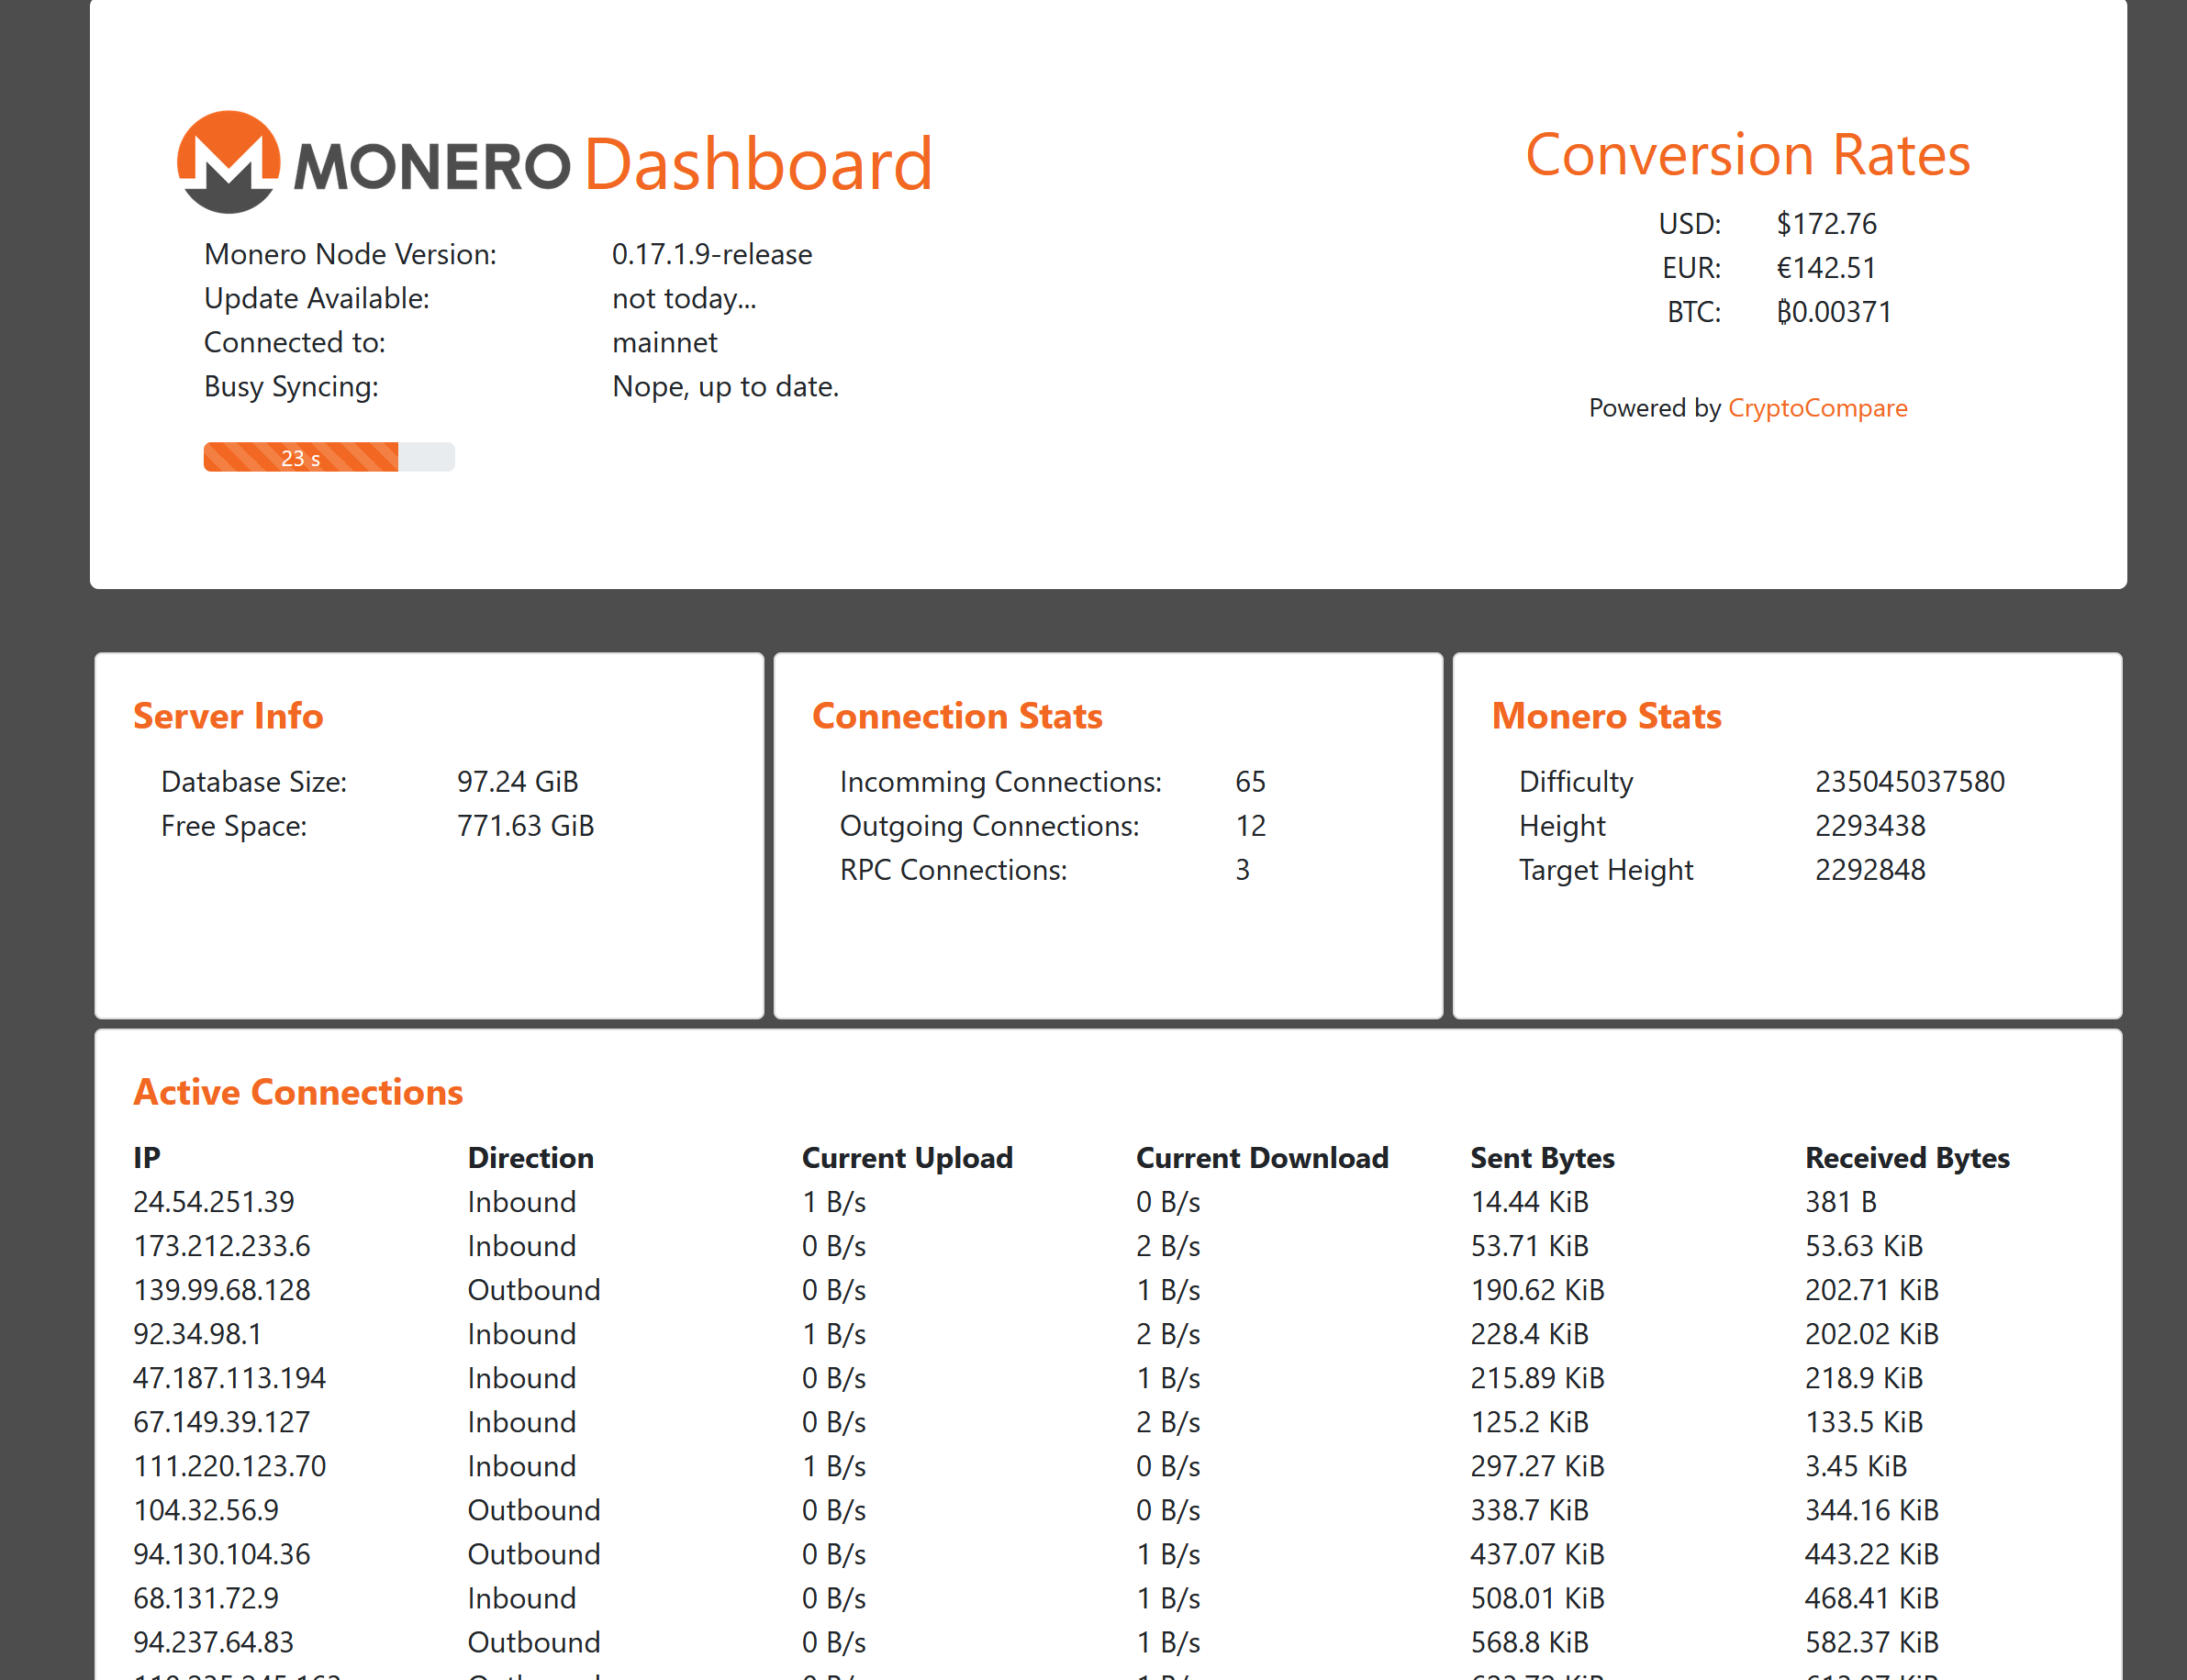 MONERO Dashboard
Monero Node Version: 0.17.1.9-release
Update Available: not today...
Connected to: mainnet
Busy Syncing: Nope, up to date.
23 s
Conversion Rates
USD: $172.76
EUR: €142.51
BTC: ₿0.00371
Powered by CryptoCompare
Server Info
Database Size: 97.24 GiB
Free Space: 771.63 GiB
Connection Stats
Incomming Connections: 65
Outgoing Connections: 12
RPC Connections: 3
Monero Stats
Difficulty 235045037580
Height 2293438
Target Height 2292848
Active Connections
IP Direction Current Upload Current Download Sent Bytes Received Bytes
24.54.251.39 Inbound 1 B/s 0 B/s 14.44 KiB 381 B
173.212.233.6 Inbound 0 B/s 2 B/s 53.71 KiB 53.63 KiB
139.99.68.128 Outbound 0 B/s 1 B/s 190.62 KiB 202.71 KiB
92.34.98.1 Inbound 1 B/s 2 B/s 228.4 KiB 202.02 KiB
47.187.113.194 Inbound 0 B/s 1 B/s 215.89 KiB 218.9 KiB
67.149.39.127 Inbound 0 B/s 2 B/s 125.2 KiB 133.5 KiB
111.220.123.70 Inbound 1 B/s 0 B/s 297.27 KiB 3.45 KiB
104.32.56.9 Outbound 0 B/s 0 B/s 338.7 KiB 344.16 KiB
94.130.104.36 Outbound 0 B/s 1 B/s 437.07 KiB 443.22 KiB
68.131.72.9 Inbound 0 B/s 1 B/s 508.01 KiB 468.41 KiB
94.237.64.83 Outbound 0 B/s 1 B/s 568.8 KiB 582.37 KiB